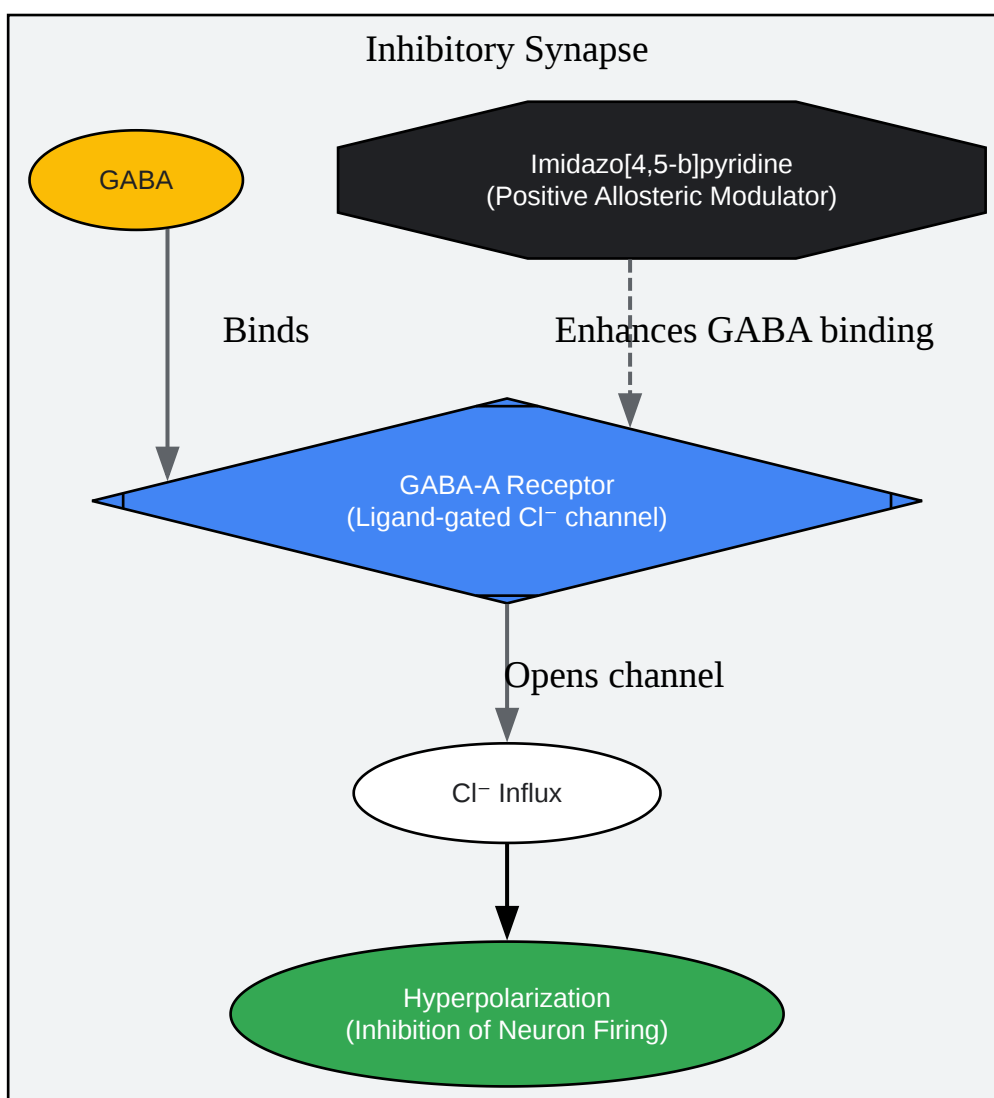 Inhibitory Synapse
GABA
Imidazo[4,5-b]pyridine
(Positive Allosteric Modulator)
Binds
Enhances GABA binding
GABA-A Receptor
(Ligand-gated Cl⁻ channel)
Opens channel
Cl⁻ Influx
Hyperpolarization
(Inhibition of Neuron Firing)